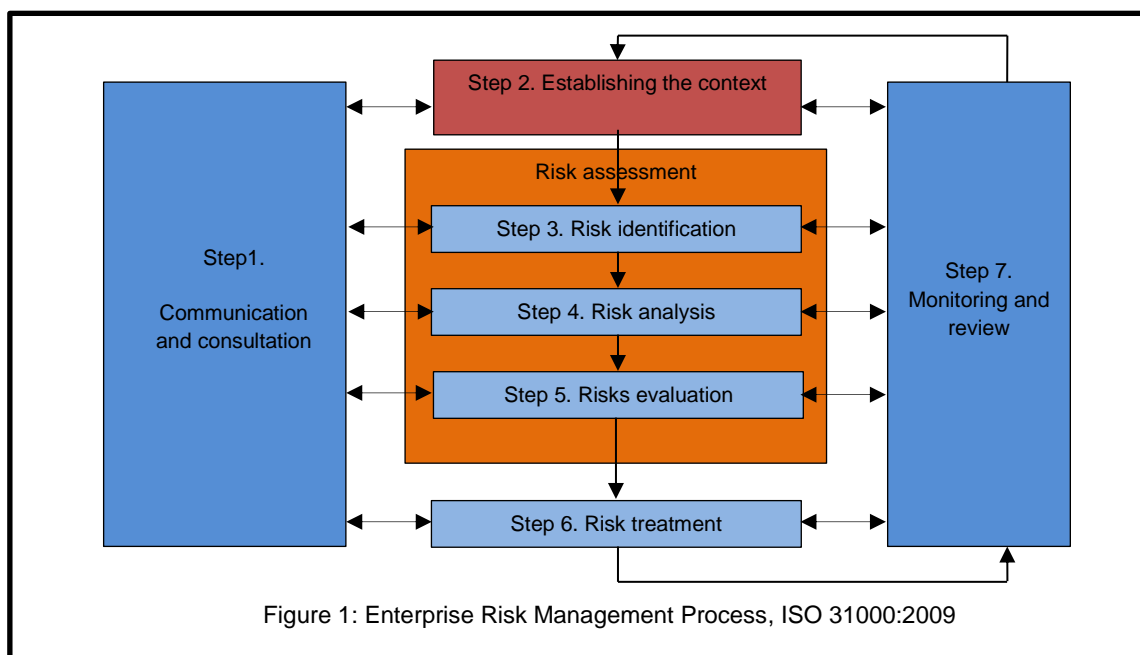 Step 2. Establishing the context
Risk assessment
Step 3. Risk identification
Step1.
Communication
and consultation
Step 4. Risk analysis
Step 7.
Monitoring and
review
Step 5. Risks evaluation
Step 6. Risk treatment
Figure 1: Enterprise Risk Management Process, ISO 31000:2009